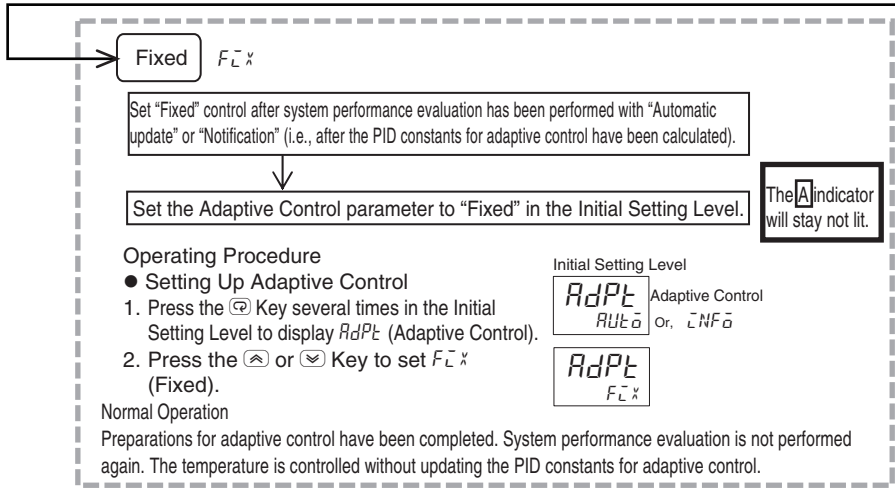 Fixed FiX
Set “Fixed” control after system performance evaluation has been performed with “Automatic
update” or “Notification” (i.e., after the PID constants for adaptive control have been calculated).
Set the Adaptive Control parameter to “Fixed” in the Initial Setting Level.
The A indicator
will stay not lit.
Operating Procedure
● Setting Up Adaptive Control
1. Press the Key several times in the Initial
Setting Level to display AdPt (Adaptive Control).
2. Press the or Key to set FiX
(Fixed).
Initial Setting Level
AdPt Adaptive Control
AUto Or, iNFo
AdPt
FiX
Normal Operation
Preparations for adaptive control have been completed. System performance evaluation is not performed
again. The temperature is controlled without updating the PID constants for adaptive control.